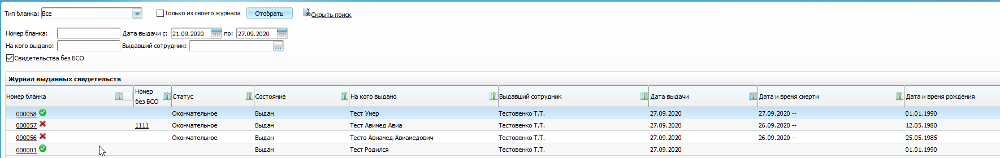 Тип бланка: Все Только из своего журнала Отобрать Скрыть поиск
Номер бланка: Дата выдачи с: 21.09.2020 по: 27.09.2020
На кого выдано: Выдавший сотрудник: ...
Свидетельства без БСО
Журнал выданных свидетельств
Номер бланка Номер без БСО Статус Состояние На кого выдано Выдавший сотрудник Дата выдачи Дата и время смерти Дата и время рождения
000058 Окончательное Выдан Тест Умер Тестовенко Т.Т. 27.09.2020 27.09.2020 -- 01.01.1990
000057 1111 Окончательное Выдан Тест Авимед Авиа Тестовенко Т.Т. 27.09.2020 26.09.2020 -- 12.05.1980
000056 Окончательное Выдан Тесто Авиамед Авиамедович Тестовенко Т.Т. 27.09.2020 26.09.2020 -- 25.05.1985
000001 Выдан Тест Родился Тестовенко Т.Т. 27.09.2020 01.01.1990